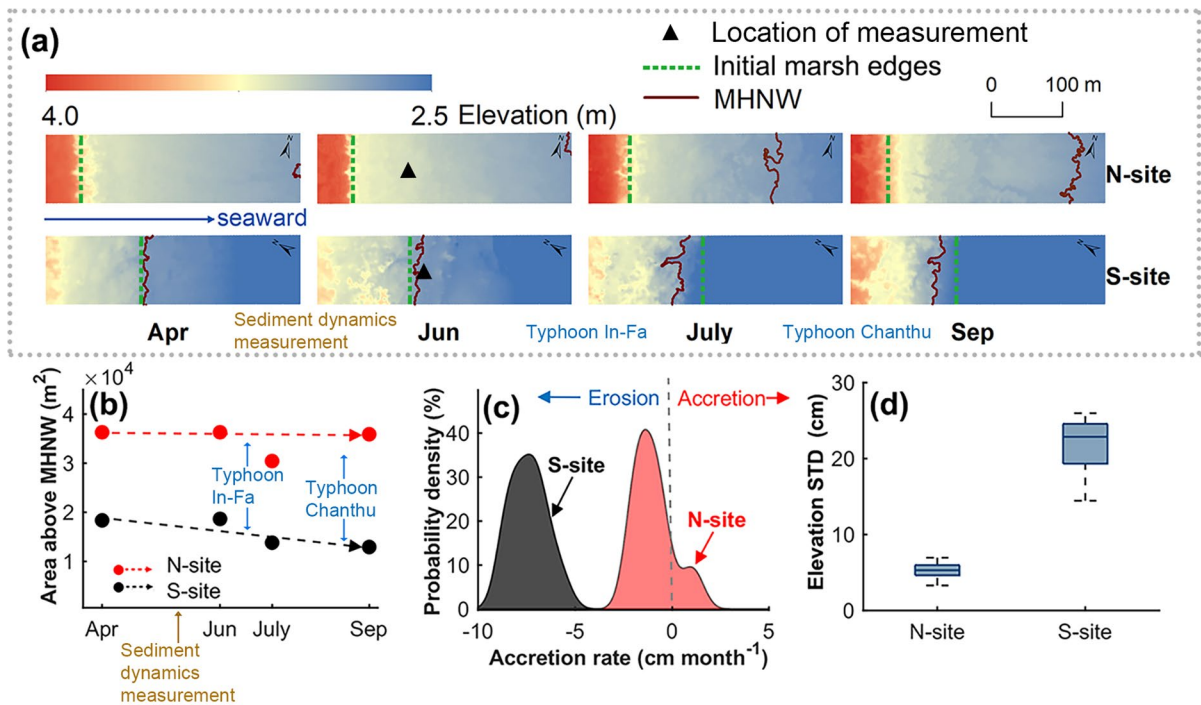 (a)
Location of measurement
Initial marsh edges
MHNW
0 100 m
4.0 2.5 Elevation (m)
N-site
seaward
S-site
Apr
Sediment dynamics
measurement
Jun
Typhoon In-Fa
July
Typhoon Chanthu
Sep
(b)
×10⁴
Area above MHNW (m²)
4
3
2
1
Typhoon
In-Fa
Typhoon
Chanthu
N-site
S-site
Apr Jun July Sep
Sediment
dynamics
measurement
(c)
Erosion Accretion
Probability density (%)
40
30
20
10
0
S-site
N-site
-10 -5 0 5
Accretion rate (cm month⁻¹)
(d)
Elevation STD (cm)
30
20
10
0
N-site S-site